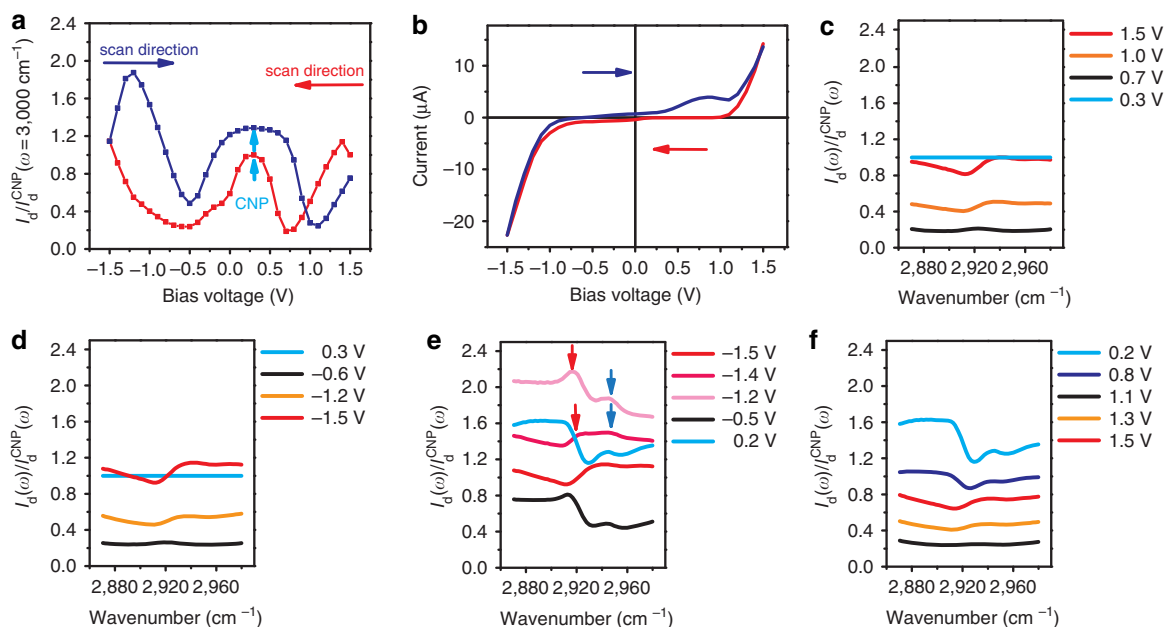 a
I_d/I_d^CNP (ω = 3,000 cm⁻¹)
2.4
2.0
1.6
1.2
0.8
0.4
0.0
scan direction
scan direction
CNP
−1.5 −1.0 −0.5 0.0 0.5 1.0 1.5
Bias voltage (V)
b
Current (µA)
10
0
−10
−20
−1.5 −1.0 −0.5 0.0 0.5 1.0 1.5
Bias voltage (V)
c
I_d(ω)/I_d^CNP(ω)
2.4
2.0
1.6
1.2
0.8
0.4
0.0
2,880 2,920 2,960
Wavenumber (cm⁻¹)
1.5 V
1.0 V
0.7 V
0.3 V
d
I_d(ω)/I_d^CNP(ω)
2.4
2.0
1.6
1.2
0.8
0.4
0.0
2,880 2,920 2,960
Wavenumber (cm⁻¹)
0.3 V
−0.6 V
−1.2 V
−1.5 V
e
I_d(ω)/I_d^CNP(ω)
2.4
2.0
1.6
1.2
0.8
0.4
0.0
2,880 2,920 2,960
Wavenumber (cm⁻¹)
−1.5 V
−1.4 V
−1.2 V
−0.5 V
0.2 V
f
I_d(ω)/I_d^CNP(ω)
2.4
2.0
1.6
1.2
0.8
0.4
0.0
2,880 2,920 2,960
Wavenumber (cm⁻¹)
0.2 V
0.8 V
1.1 V
1.3 V
1.5 V